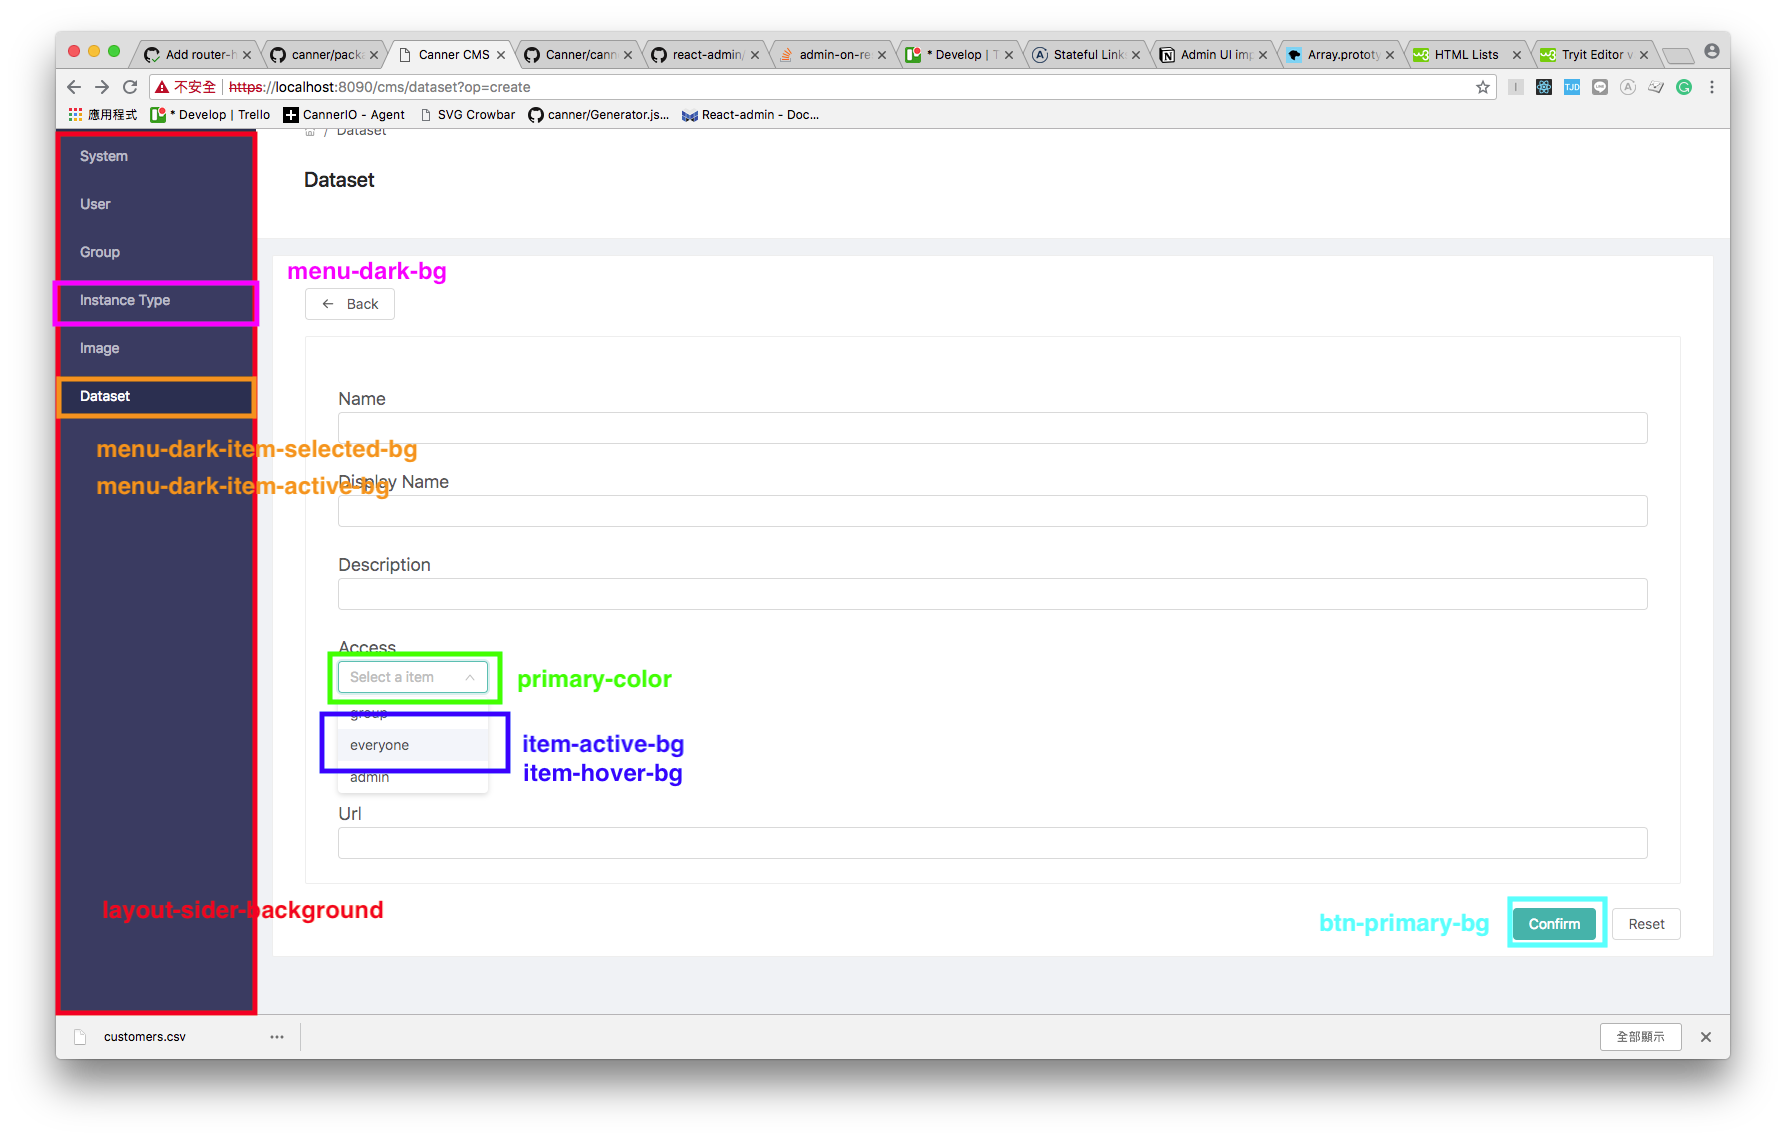 Add router-h
canner/packa
Canner CMS
Canner/cann
react-admin/
admin-on-re
* Develop | T
Stateful Link
Admin UI imp
Array.prototy
HTML Lists
Tryit Editor v
不安全 https://localhost:8090/cms/dataset?op=create
應用程式
* Develop | Trello
CannerIO - Agent
SVG Crowbar
canner/Generator.js...
React-admin - Doc...
/ Dataset
System
User
Group
Instance Type
Image
Dataset
menu-dark-item-selected-bg
menu-dark-item-active-bg
layout-sider-background
Dataset
menu-dark-bg
Back
Name
Display Name
Description
Access
Select a item
primary-color
group
everyone
item-active-bg
item-hover-bg
admin
Url
btn-primary-bg
Confirm
Reset
customers.csv
全部顯示